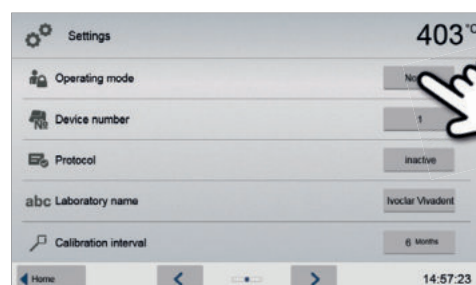 Settings
403 °C
Operating mode
Device number
1
Protocol
inactive
abc Laboratory name
Ivoclar Vivadent
Calibration interval
6 Months
Home
14:57:23